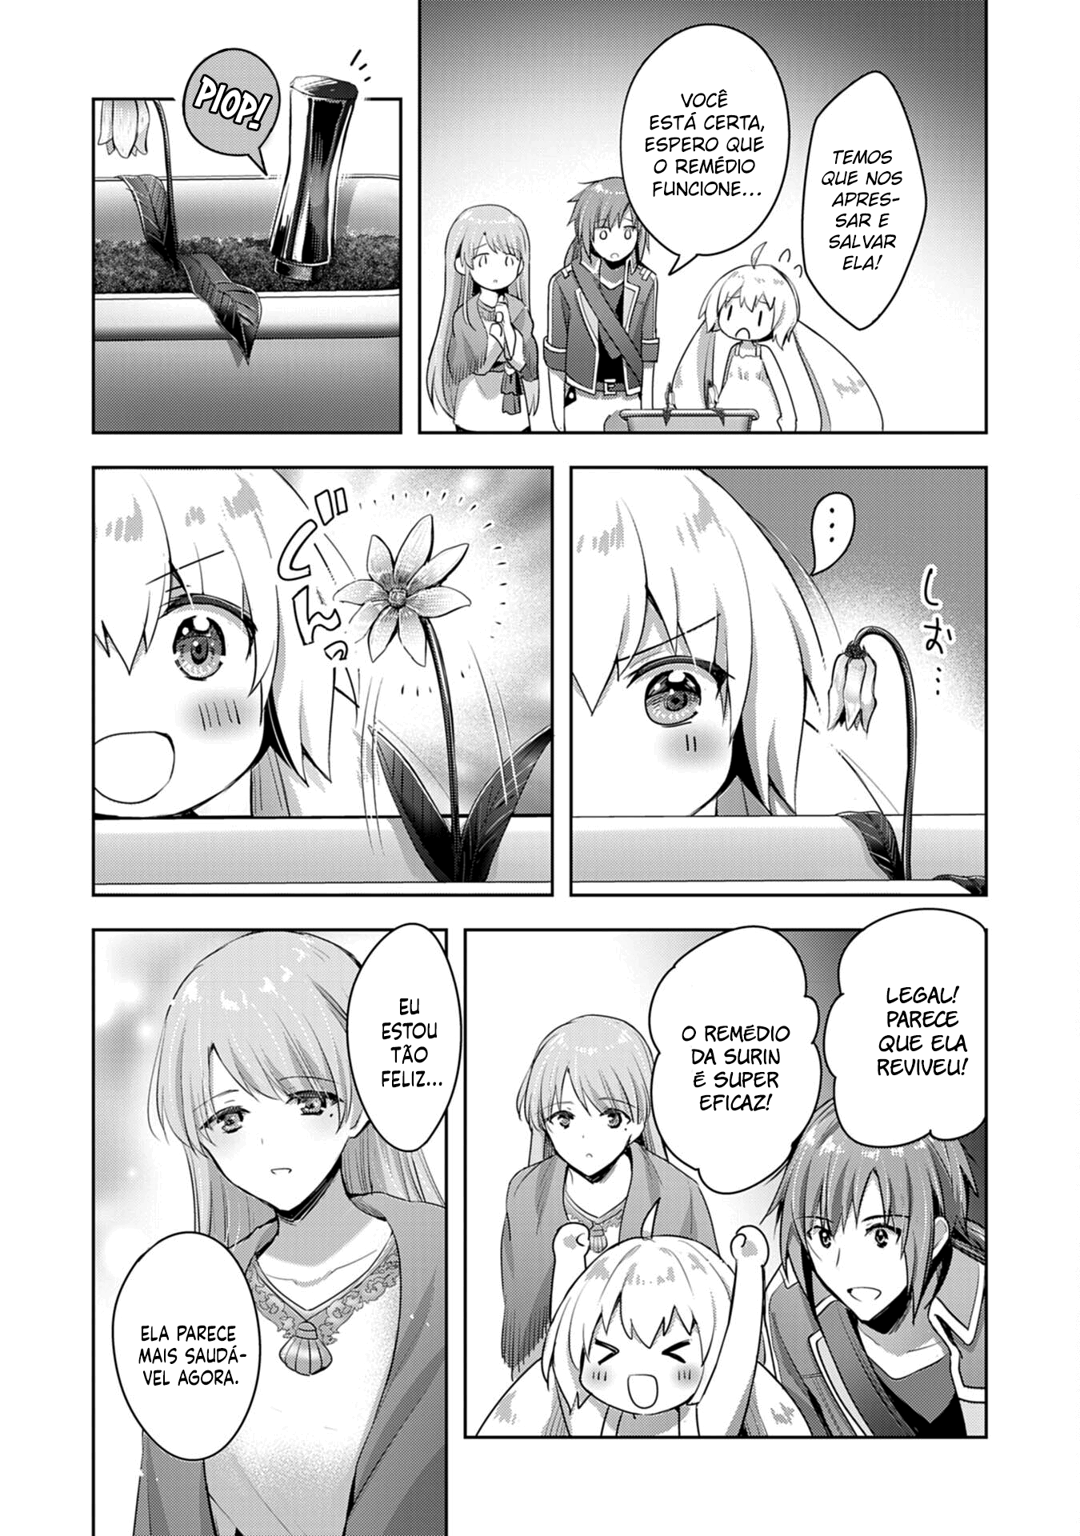 TEMOS
QUE NOS
APRES-
SAR E
SALVAR
ELA!
VOCÊ
ESTÁ CERTA,
ESPERO QUE
O REMÉDIO
FUNCIONE...
PIOP!
...
しお...
ぐんっ
LEGAL!
PARECE
QUE ELA
REVIVEU!
O REMÉDIO
DA SURIN
É SUPER
EFICAZ!
EU
ESTOU
TÃO
FELIZ...
ELA PARECE
MAIS SAUDÁ-
VEL AGORA.